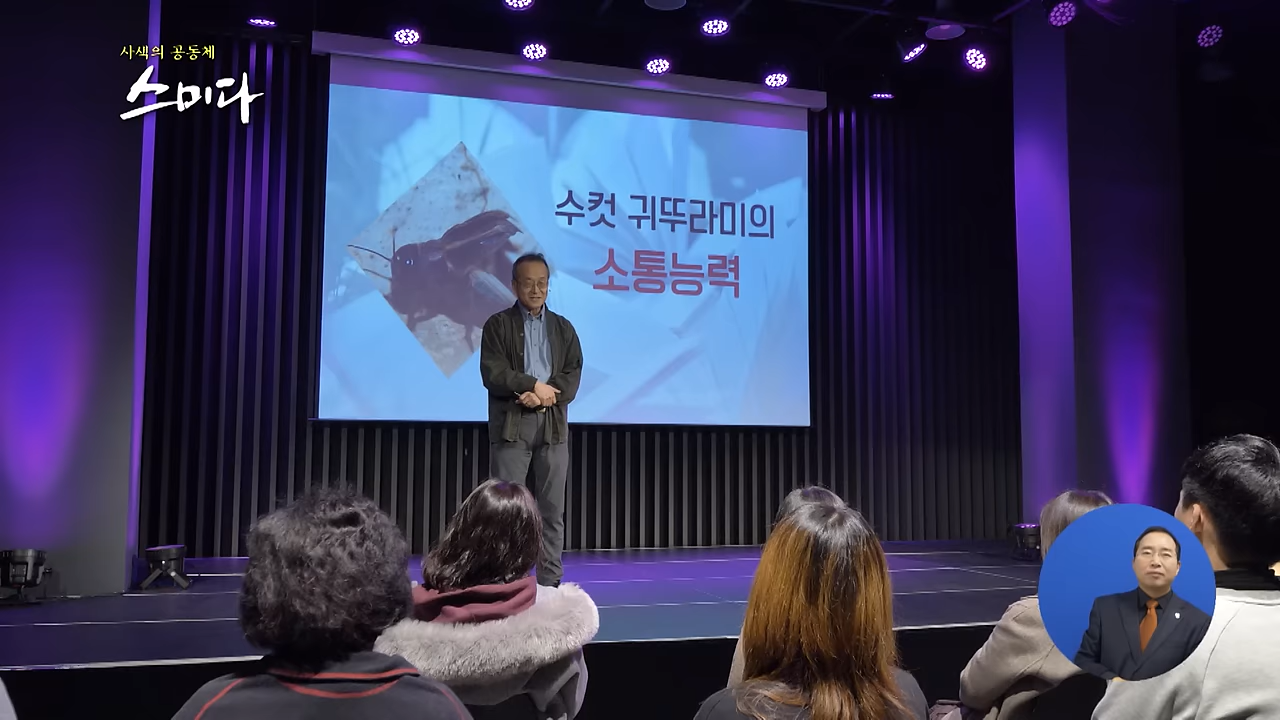 사색의 공동체
소미다
수컷 귀뚜라미의
소통능력